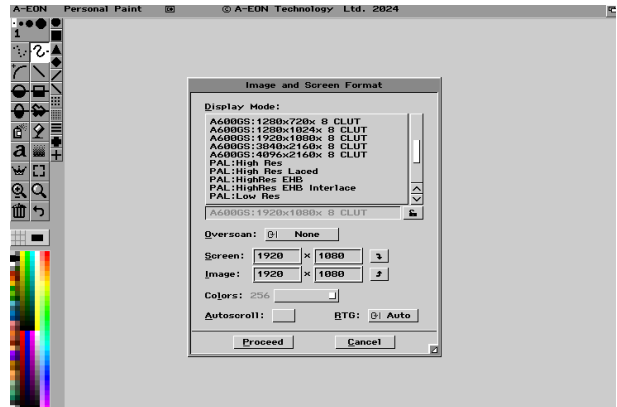 A-EON Personal Paint © A-EON Technology Ltd. 2024
1
a
Image and Screen Format
Display Mode:
A600GS:1280x720x 8 CLUT
A600GS:1280x1024x 8 CLUT
A600GS:1920x1080x 8 CLUT
A600GS:3840x2160x 8 CLUT
A600GS:4096x2160x 8 CLUT
PAL:High Res
PAL:High Res Laced
PAL:HighRes EHB
PAL:HighRes EHB Interlace
PAL:Low Res
A600GS:1920x1080x 8 CLUT
Overscan: None
Screen: 1920 × 1080
Image: 1920 × 1080
Colors: 256
Autoscroll: RTG: Auto
Proceed Cancel